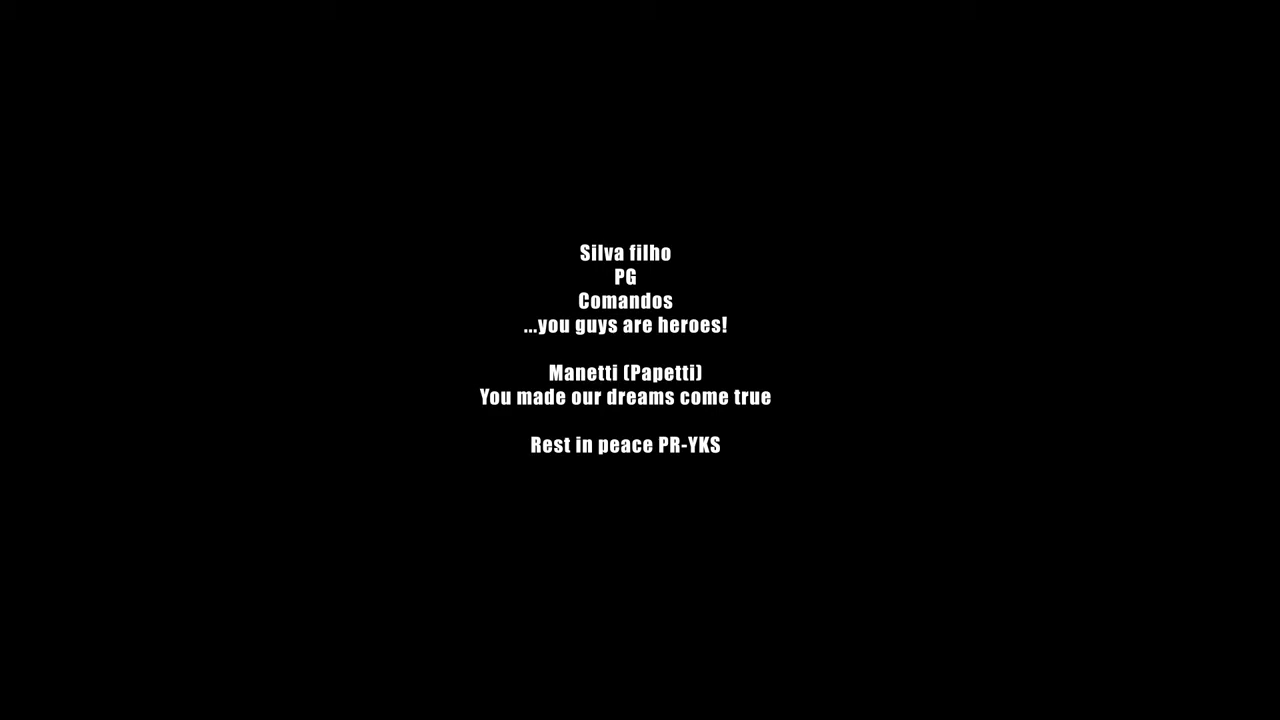 Silva filho
PG
Comandos
...you guys are heroes!
Manetti (Papetti)
You made our dreams come true
Rest in peace PR-YKS